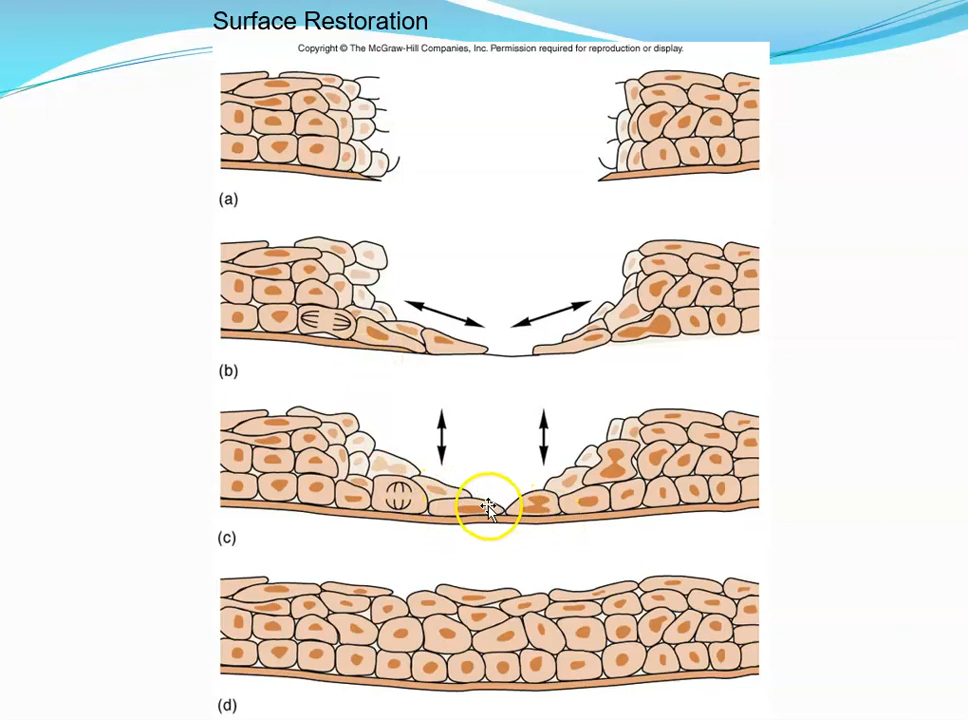 Surface Restoration
Copyright © The McGraw-Hill Companies, Inc. Permission required for reproduction or display.
(a)
(b)
(c)
(d)